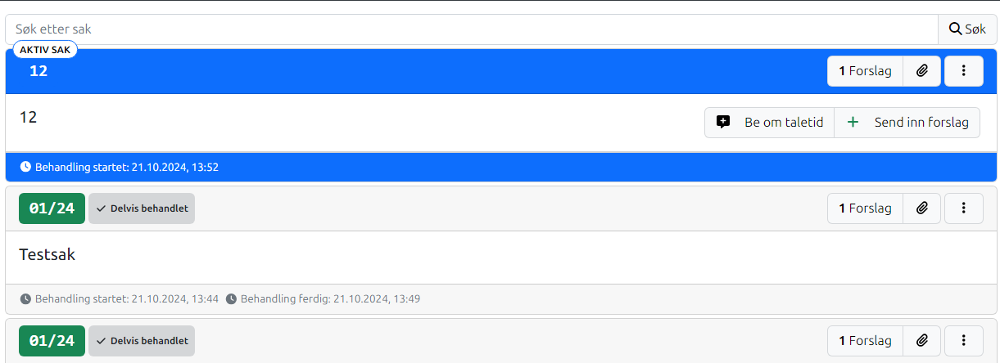 Søk etter sak
Søk
AKTIV SAK
12
1 Forslag
12
Be om taletid
Send inn forslag
Behandling startet: 21.10.2024, 13:52
01/24
Delvis behandlet
1 Forslag
Testsak
Behandling startet: 21.10.2024, 13:44
Behandling ferdig: 21.10.2024, 13:49
01/24
Delvis behandlet
1 Forslag